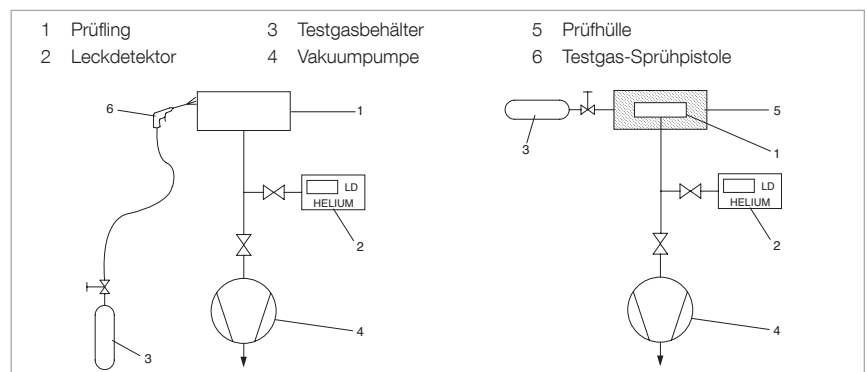 1 Prüfling 3 Testgasbehälter 5 Prüfhülle
2 Leckdetektor 4 Vakuumpumpe 6 Testgas-Sprühpistole
6
1
LD
HELIUM
2
4
3
3
5
1
LD
HELIUM
2
4